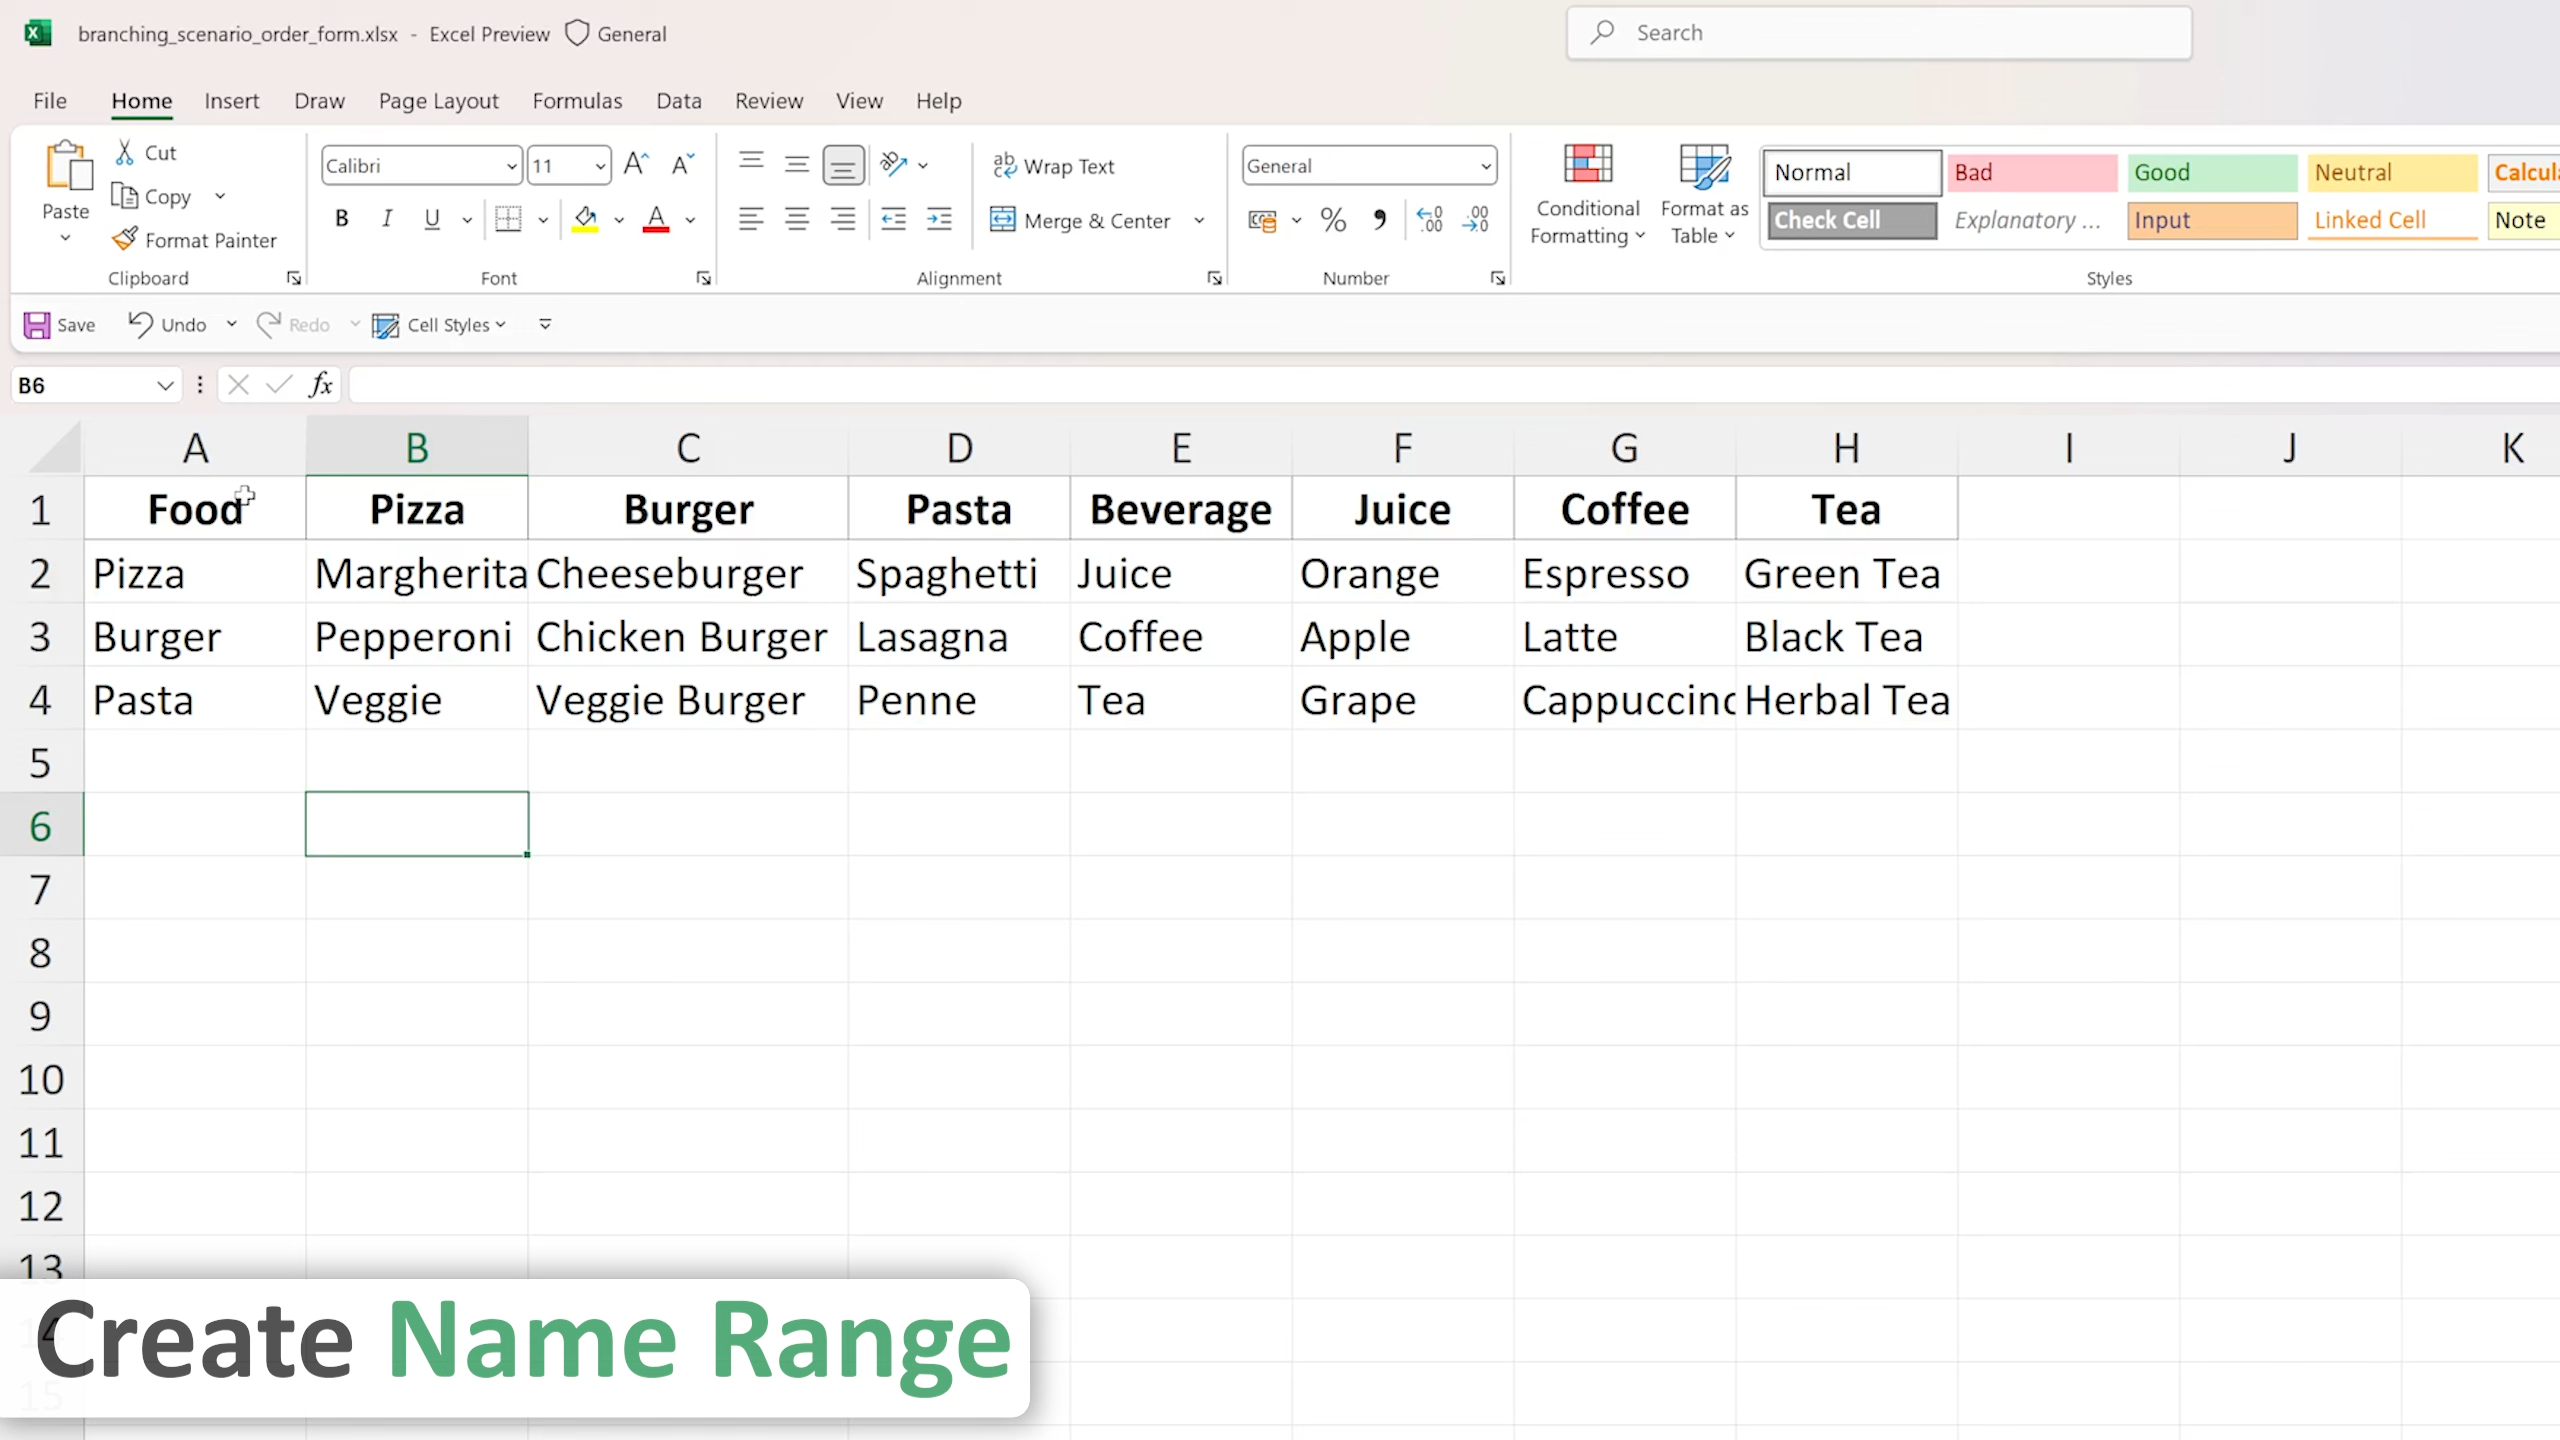 branching_scenario_order_form.xlsx - Excel Preview General Search
File Home Insert Draw Page Layout Formulas Data Review View Help
Paste Cut Copy Format Painter Clipboard
Calibri 11 B I U A Font
ab Wrap Text Merge & Center Alignment
General % Number
Conditional Formatting Format as Table
Normal Bad Good Neutral
Check Cell Explanatory ... Input Linked Cell Note
Styles
Save Undo Redo Cell Styles
B6 fx
A B C D E F G H I J K
1 Food Pizza Burger Pasta Beverage Juice Coffee Tea
2 Pizza Margherita Cheeseburger Spaghetti Juice Orange Espresso Green Tea
3 Burger Pepperoni Chicken Burger Lasagna Coffee Apple Latte Black Tea
4 Pasta Veggie Veggie Burger Penne Tea Grape Cappuccino Herbal Tea
5
6
7
8
9
10
11
12
13
Create Name Range
15